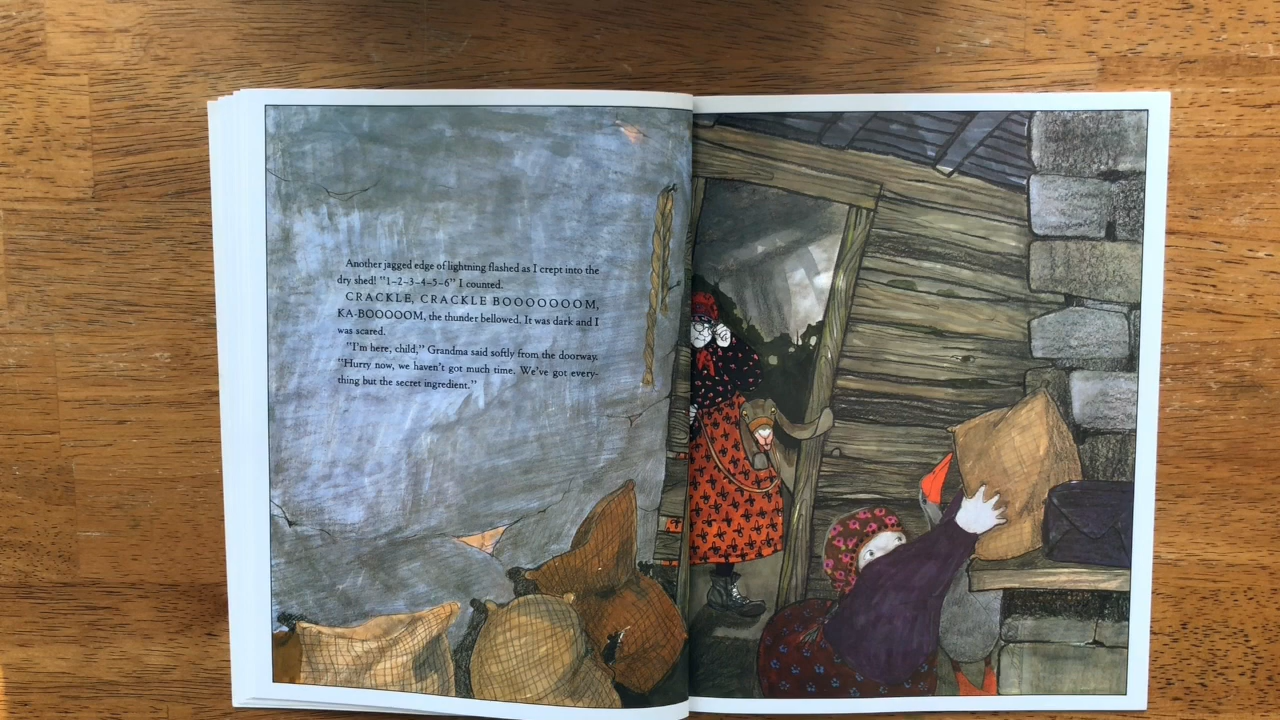 Another jagged edge of lightning flashed as I crept into the
dry shed! "1–2–3–4–5–6" I counted.
CRACKLE, CRACKLE BOOOOOOOM,
KA-BOOOOOM, the thunder bellowed. It was dark and I
was scared.
"I'm here, child," Grandma said softly from the doorway.
"Hurry now, we haven't got much time. We've got every-
thing but the secret ingredient."